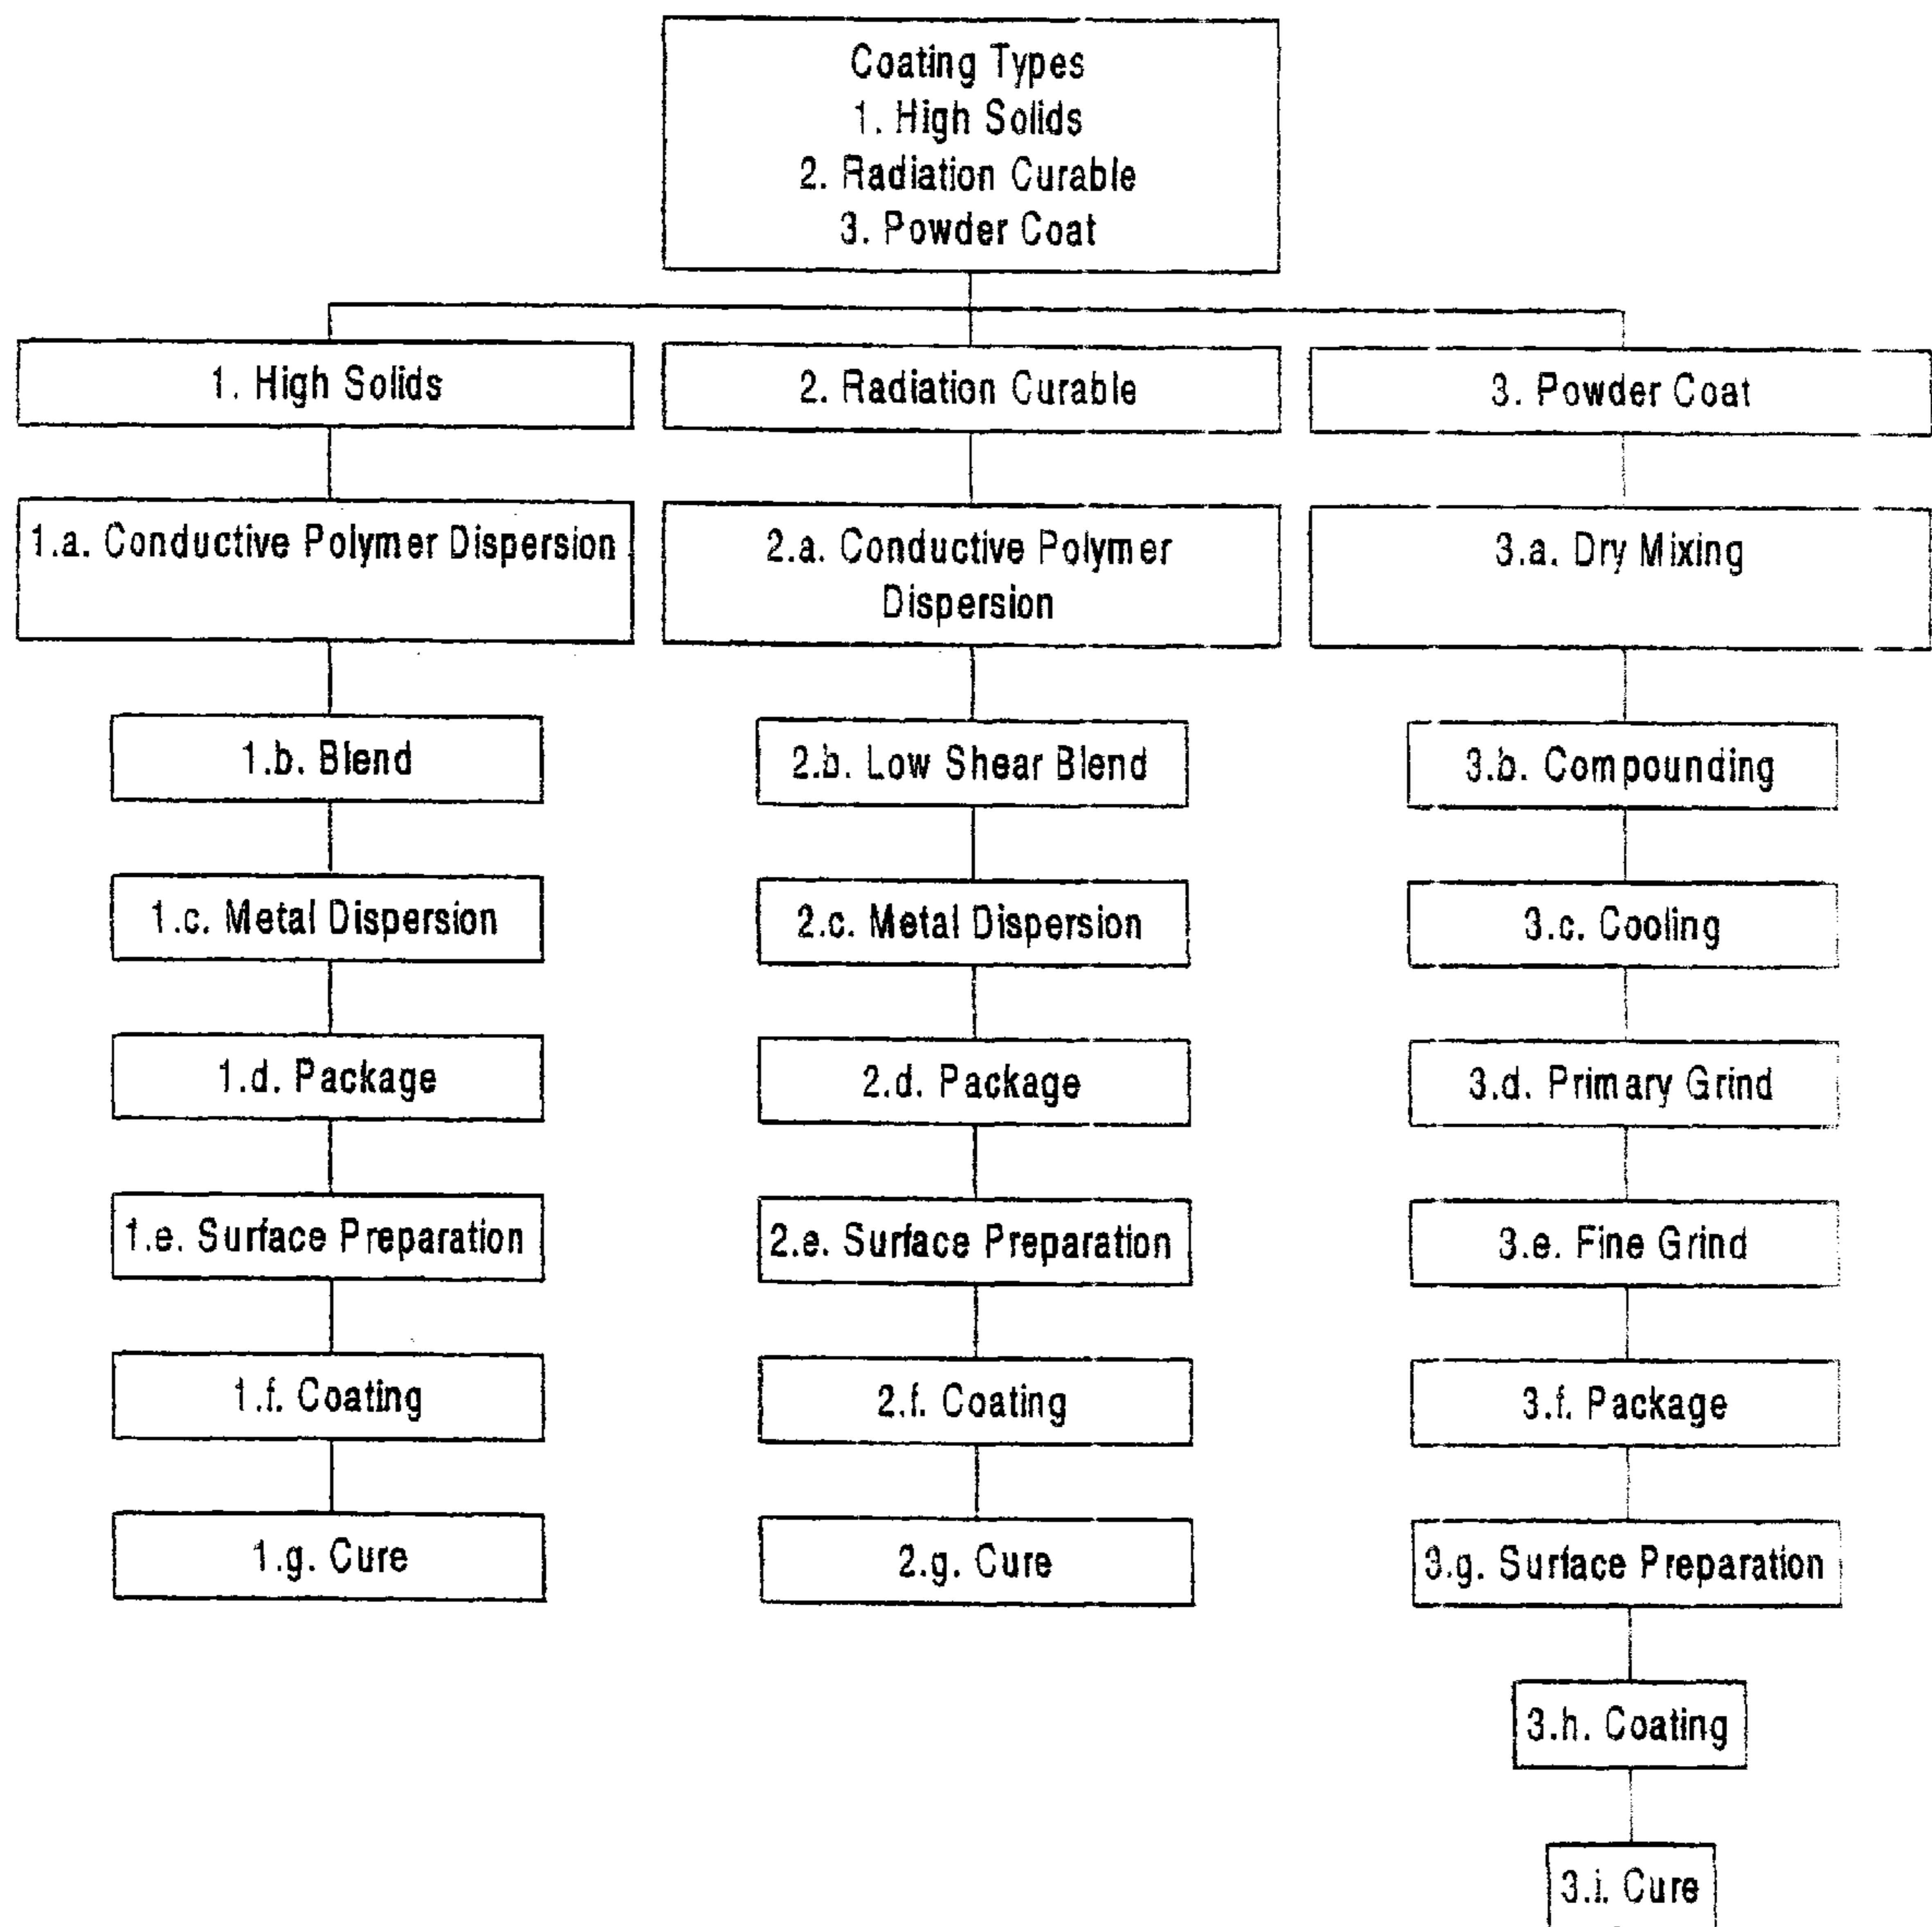 Coating Types
1. High Solids
2. Radiation Curable
3. Powder Coat
1. High Solids
2. Radiation Curable
3. Powder Coat
1.a. Conductive Polymer Dispersion
2.a. Conductive Polymer
Dispersion
3.a. Dry Mixing
1.b. Blend
2.b. Low Shear Blend
3.b. Compounding
1.c. Metal Dispersion
2.c. Metal Dispersion
3.c. Cooling
1.d. Package
2.d. Package
3.d. Primary Grind
1.e. Surface Preparation
2.e. Surface Preparation
3.e. Fine Grind
1.f. Coating
2.f. Coating
3.f. Package
1.g. Cure
2.g. Cure
3.g. Surface Preparation
3.h. Coating
3.i. Cure